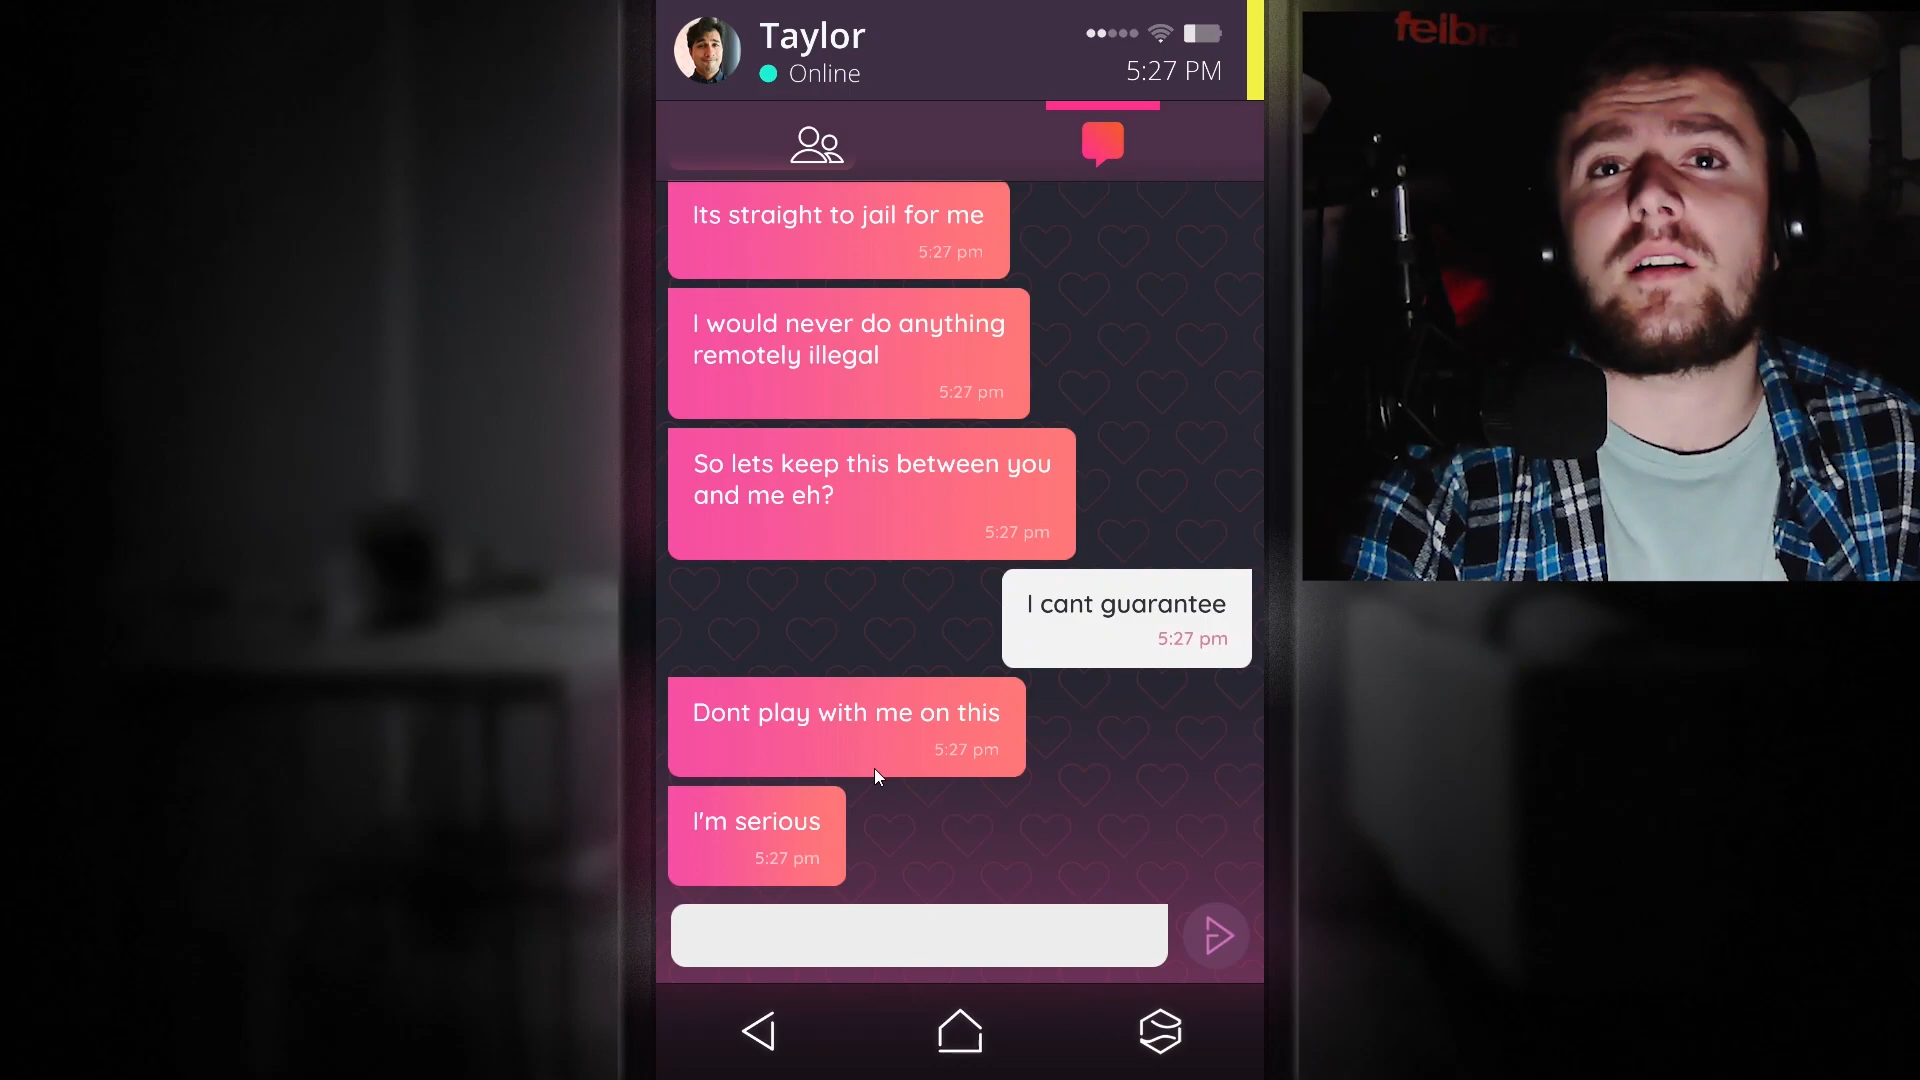 Taylor
Online
5:27 PM
Its straight to jail for me
5:27 pm
I would never do anything
remotely illegal
5:27 pm
So lets keep this between you
and me eh?
5:27 pm
I cant guarantee
5:27 pm
Dont play with me on this
5:27 pm
I'm serious
5:27 pm